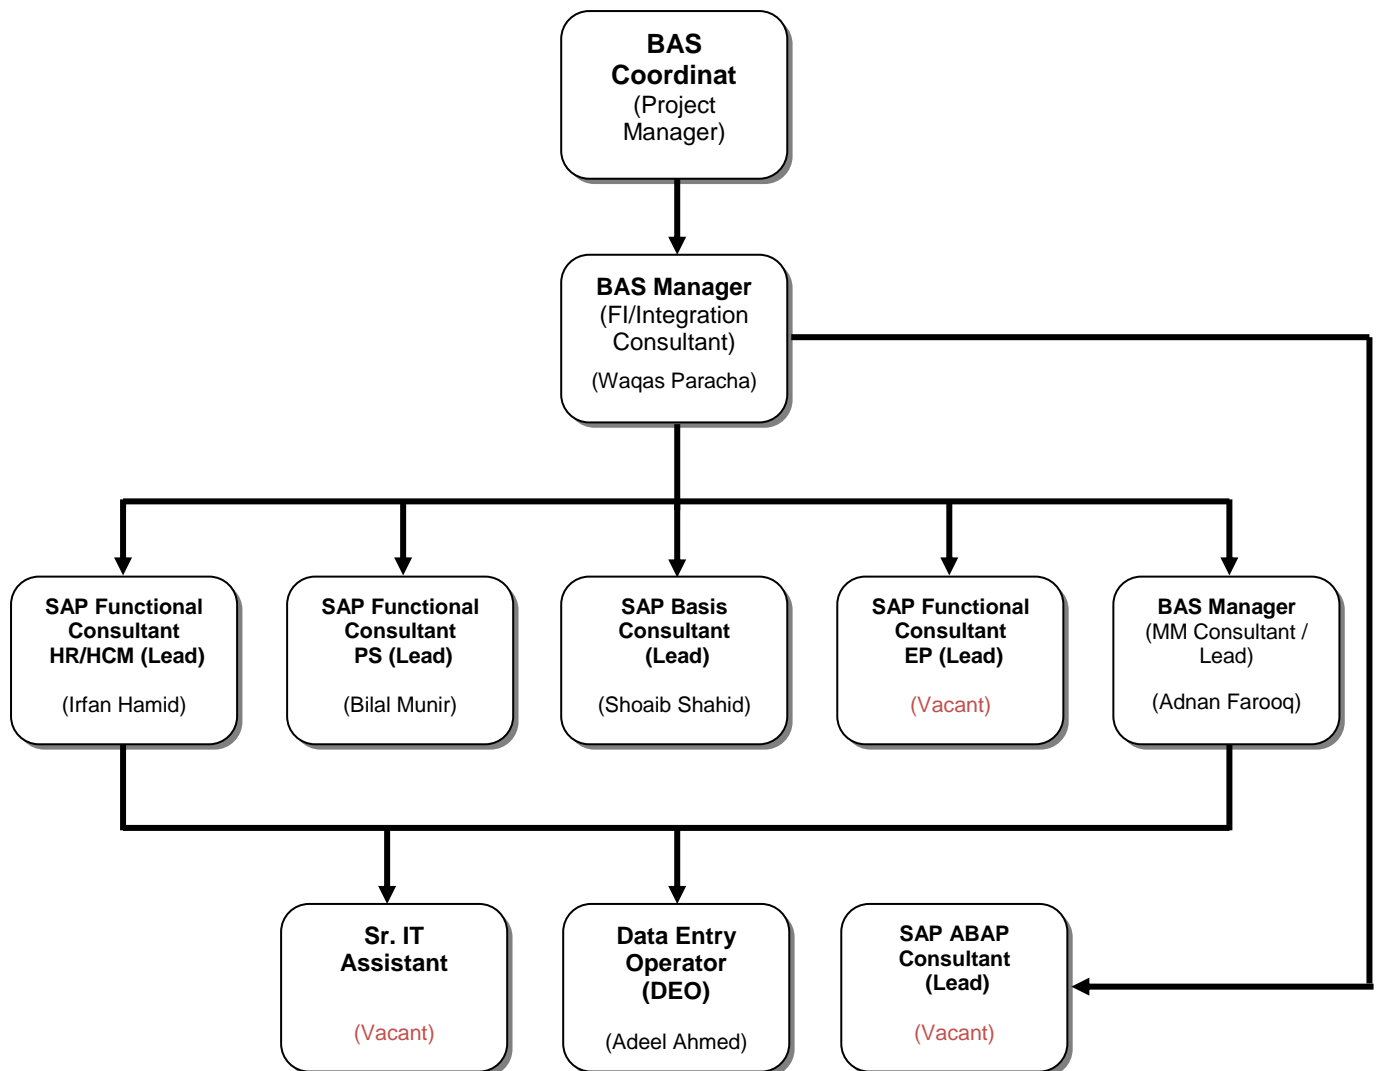 BAS
Coordinat
(Project
Manager)
BAS Manager
(FI/Integration
Consultant)
(Waqas Paracha)
SAP Functional
Consultant
HR/HCM (Lead)
(Irfan Hamid)
SAP Functional
Consultant
PS (Lead)
(Bilal Munir)
SAP Basis
Consultant
(Lead)
(Shoaib Shahid)
SAP Functional
Consultant
EP (Lead)
(Vacant)
BAS Manager
(MM Consultant /
Lead)
(Adnan Farooq)
Sr. IT
Assistant
(Vacant)
Data Entry
Operator
(DEO)
(Adeel Ahmed)
SAP ABAP
Consultant
(Lead)
(Vacant)